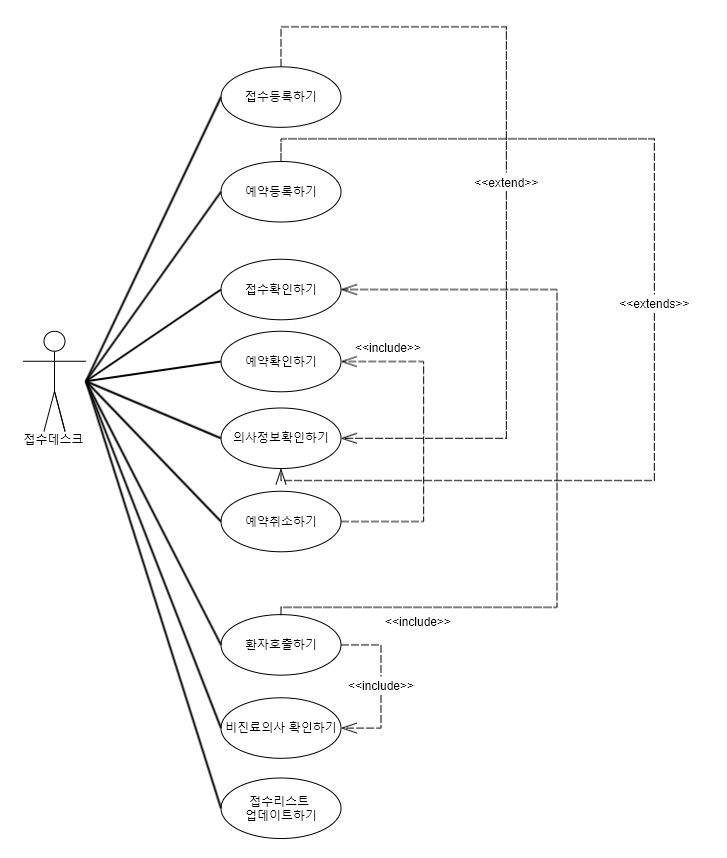 접수등록하기
<<extend>>
예약등록하기
접수확인하기
<<extends>>
<<include>>
예약확인하기
의사정보확인하기
접수데스크
예약취소하기
<<include>>
환자호출하기
<<include>>
비진료의사 확인하기
접수리스트
업데이트하기